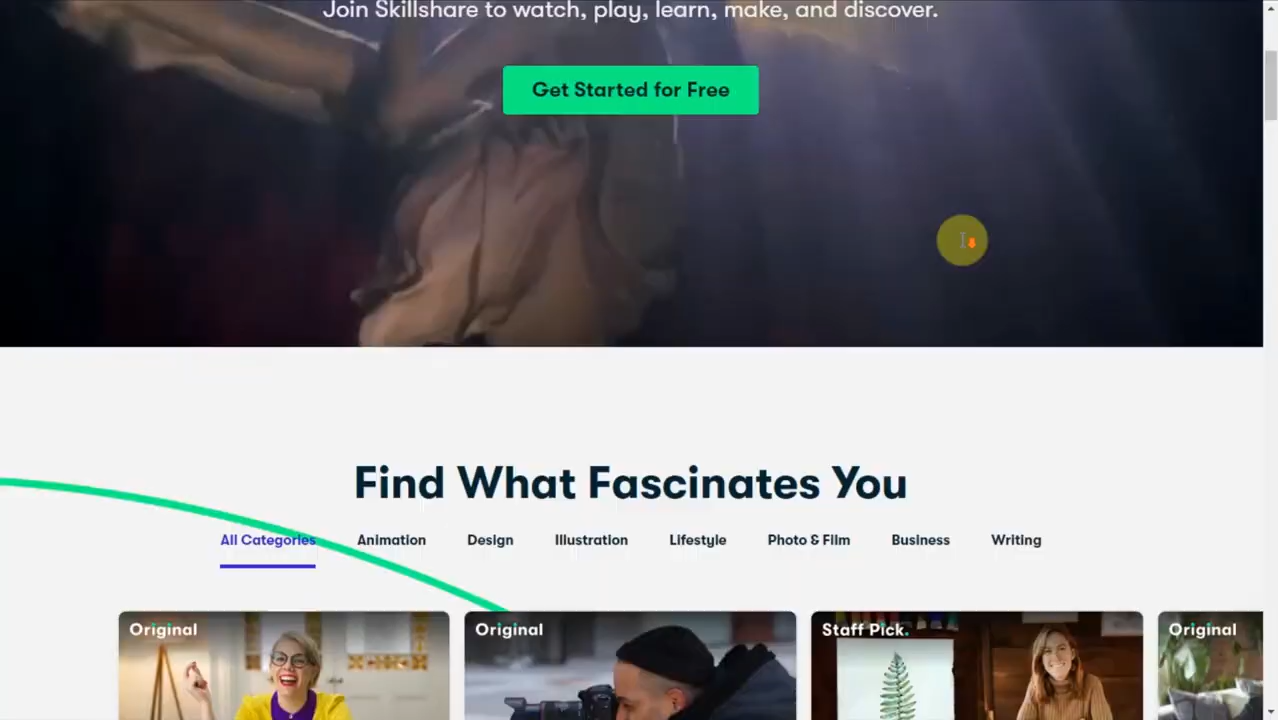 Join Skillshare to watch, play, learn, make, and discover.
Get Started for Free
Find What Fascinates You
All Categories Animation Design Illustration Lifestyle Photo & Film Business Writing
Original Original Staff Pick. Original